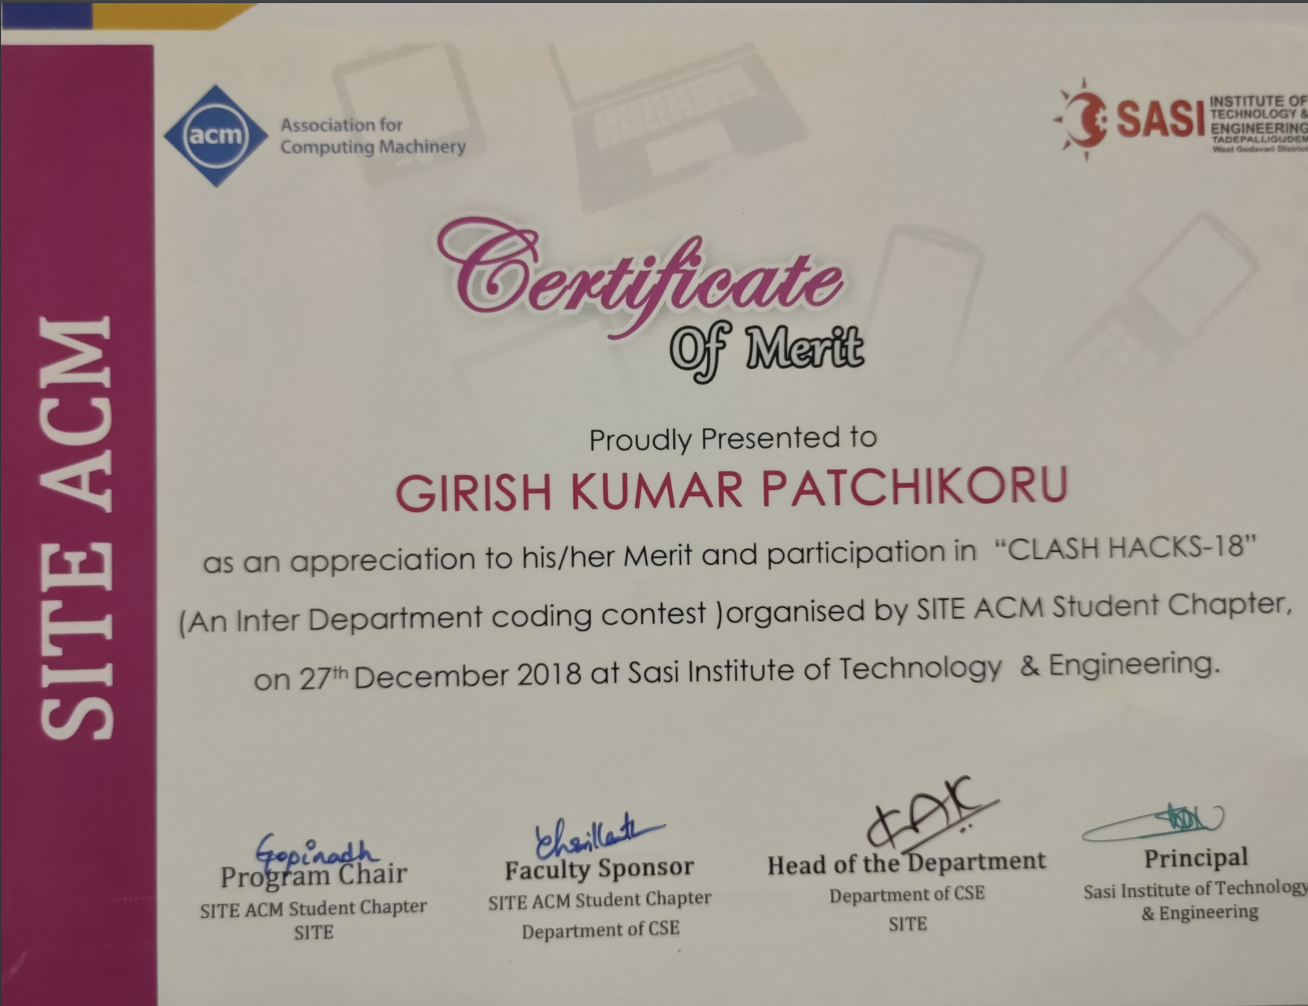 SITE ACM
acm
Association for
Computing Machinery
SASI
INSTITUTE OF
TECHNOLOGY &
ENGINEERING
TADEPALLIGUDEM
West Godavari District
Certificate
Of Merit
Proudly Presented to
GIRISH KUMAR PATCHIKORU
as an appreciation to his/her Merit and participation in “CLASH HACKS-18”
(An Inter Department coding contest )organised by SITE ACM Student Chapter,
on 27th December 2018 at Sasi Institute of Technology & Engineering.
Gopinadh
Program Chair
SITE ACM Student Chapter
SITE
Faculty Sponsor
SITE ACM Student Chapter
Department of CSE
Head of the Department
Department of CSE
SITE
Principal
Sasi Institute of Technology
& Engineering